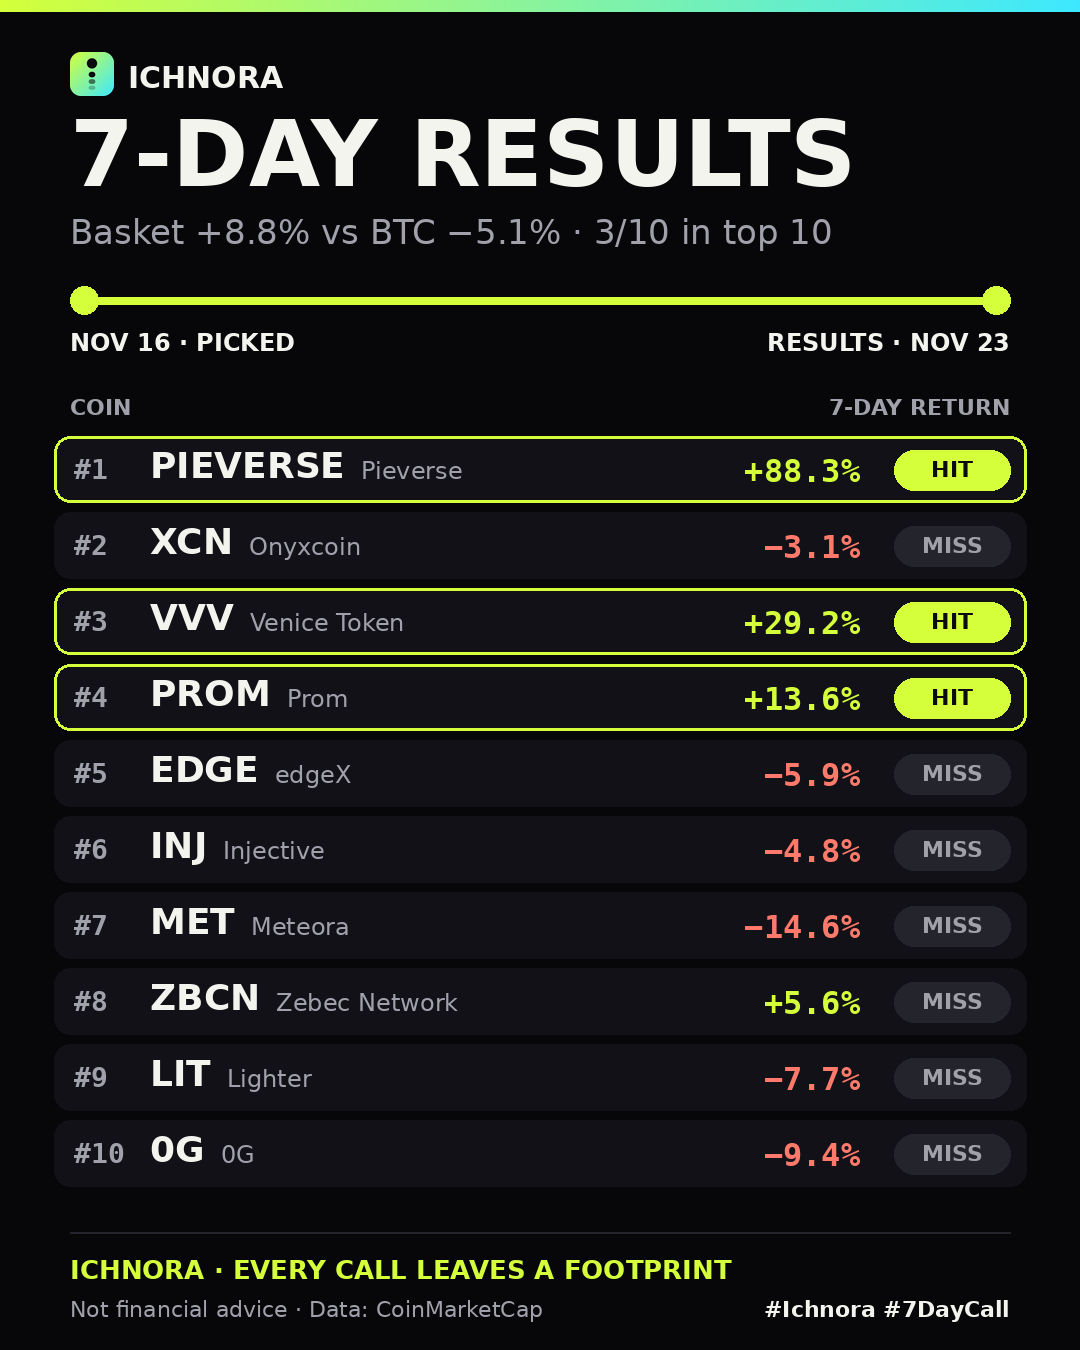 ICHNORA
7-DAY RESULTS
Basket +8.8% vs BTC −5.1% · 3/10 in top 10
NOV 16 · PICKED RESULTS · NOV 23
COIN 7-DAY RETURN
#1 PIEVERSE Pieverse +88.3% HIT
#2 XCN Onyxcoin −3.1% MISS
#3 VVV Venice Token +29.2% HIT
#4 PROM Prom +13.6% HIT
#5 EDGE edgeX −5.9% MISS
#6 INJ Injective −4.8% MISS
#7 MET Meteora −14.6% MISS
#8 ZBCN Zebec Network +5.6% MISS
#9 LIT Lighter −7.7% MISS
#10 0G 0G −9.4% MISS
ICHNORA · EVERY CALL LEAVES A FOOTPRINT
Not financial advice · Data: CoinMarketCap #Ichnora #7DayCall